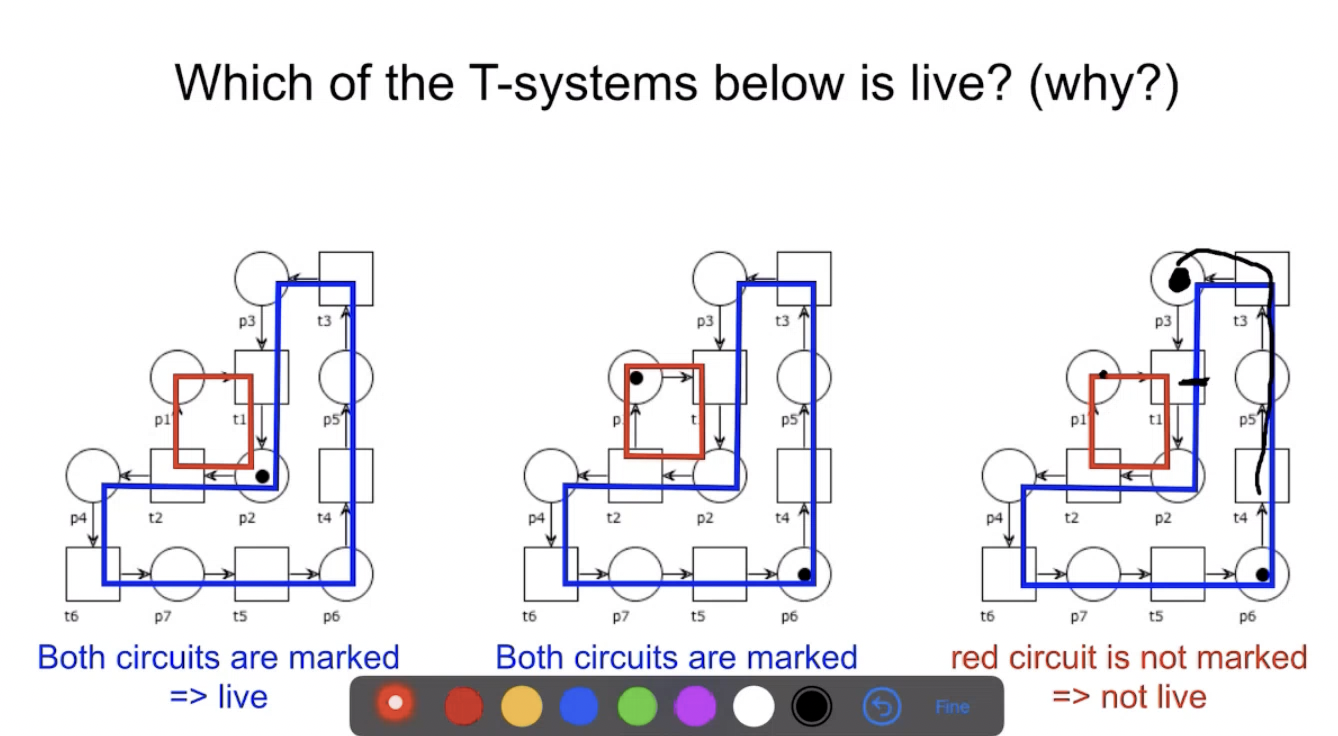 Which of the T-systems below is live? (why?)
p3 t3
p1 t1 p5
p4 t2 p2 t4
t6 p7 t5 p6
Both circuits are marked
=> live
p3 t3
p t p5
p4 t2 p2 t4
t6 p7 t5 p6
Both circuits are marked
p3 t3
p1 t1 p5
p4 t2 p2 t4
t6 p7 t5 p6
red circuit is not marked
=> not live
Fine